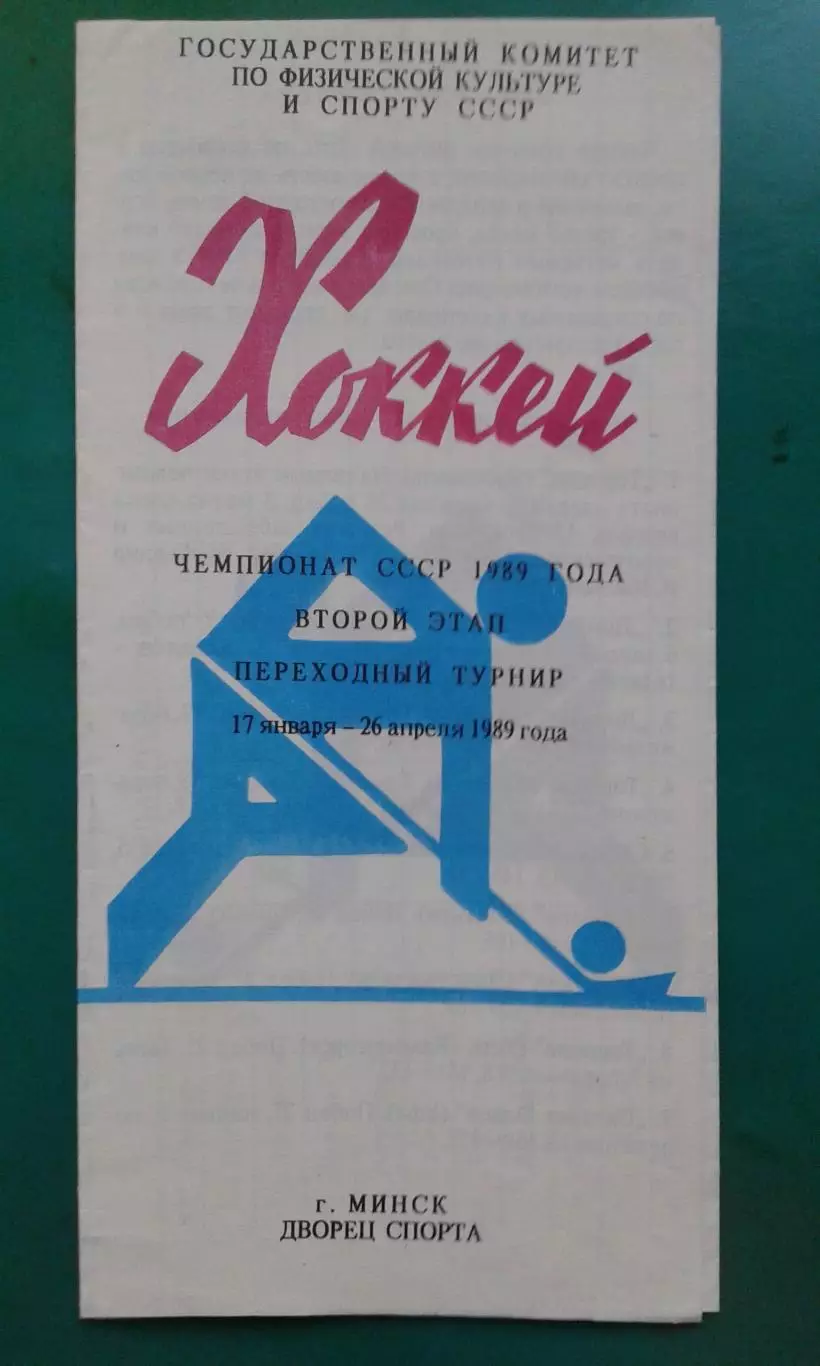 ГОСУДАРСТВЕННЫЙ КОМИТЕТ
ПО ФИЗИЧЕСКОЙ КУЛЬТУРЕ
И СПОРТУ СССР
Хоккей
ЧЕМПИОНАТ СССР 1989 ГОДА
ВТОРОЙ ЭТАП
ПЕРЕХОДНЫЙ ТУРНИР
17 января – 26 апреля 1989 года
г. МИНСК
ДВОРЕЦ СПОРТА